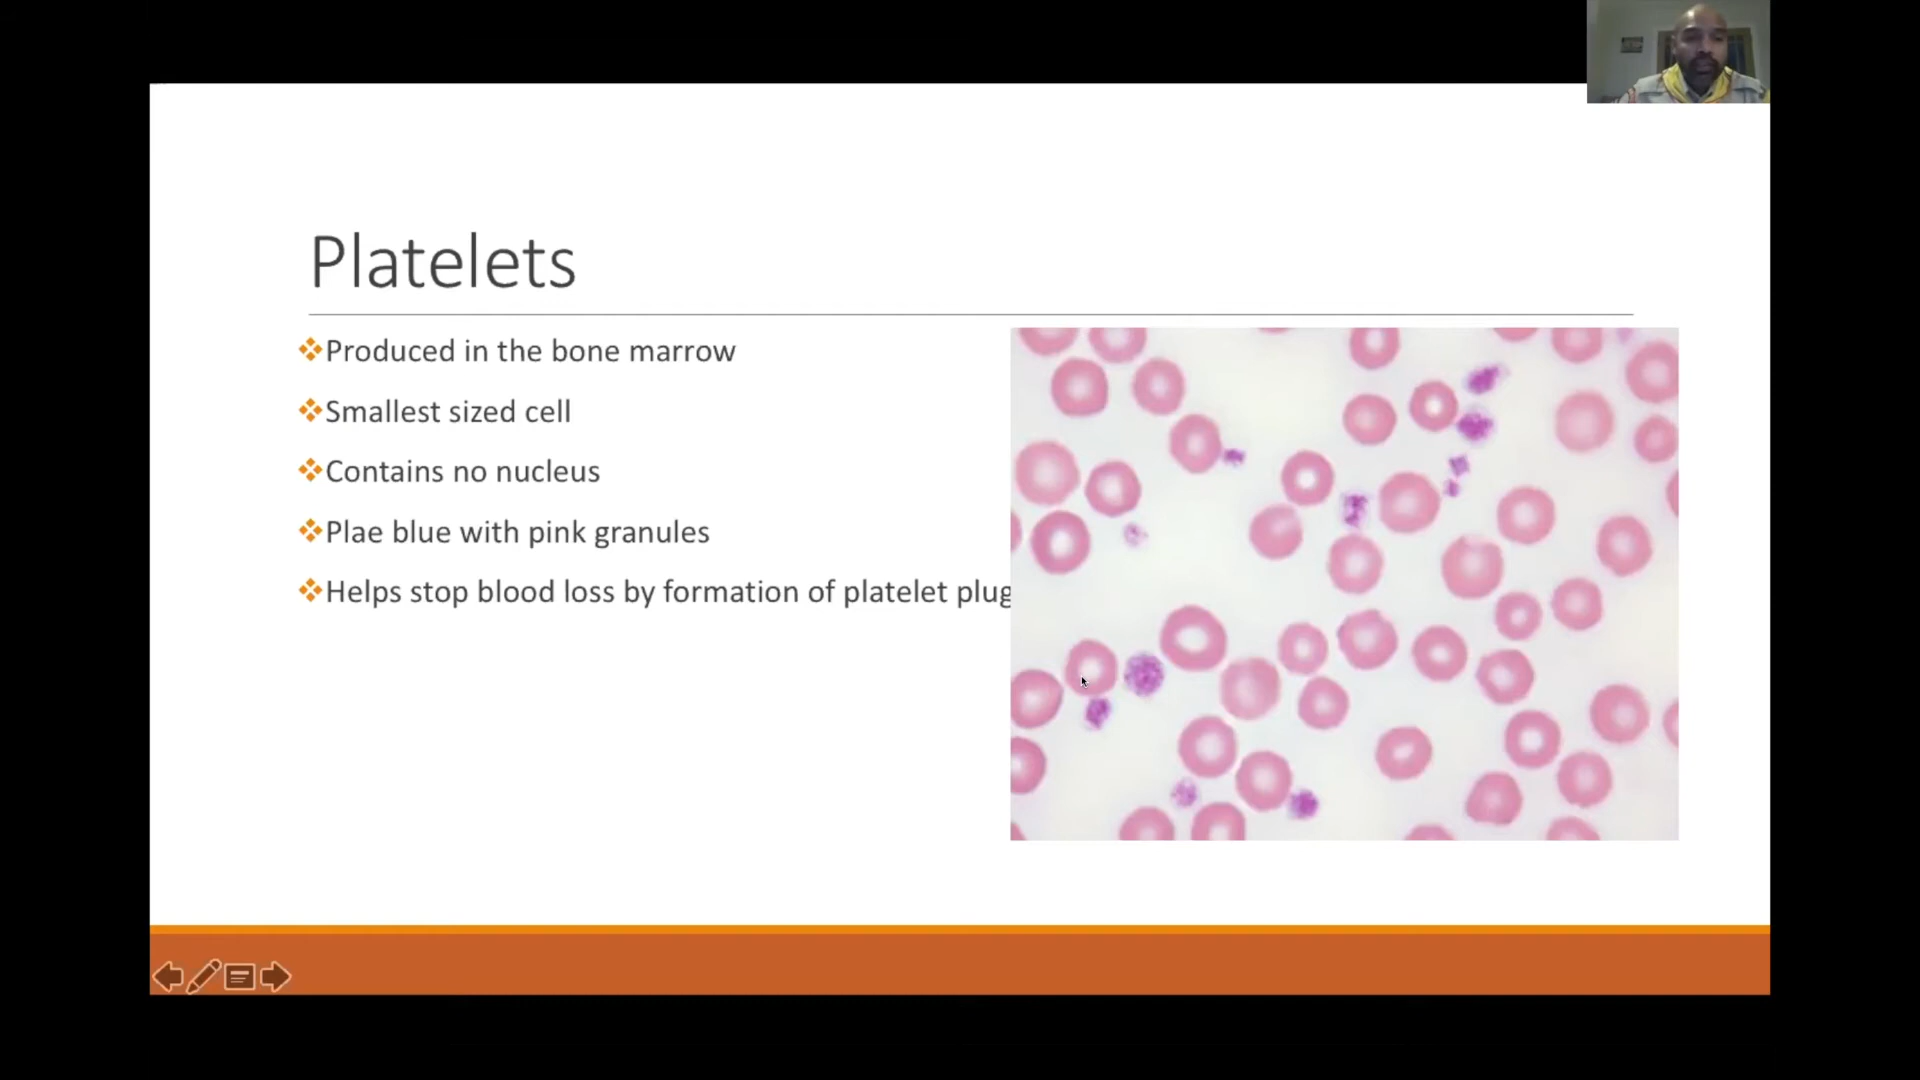 Platelets
Produced in the bone marrow
Smallest sized cell
Contains no nucleus
Plae blue with pink granules
Helps stop blood loss by formation of platelet plug